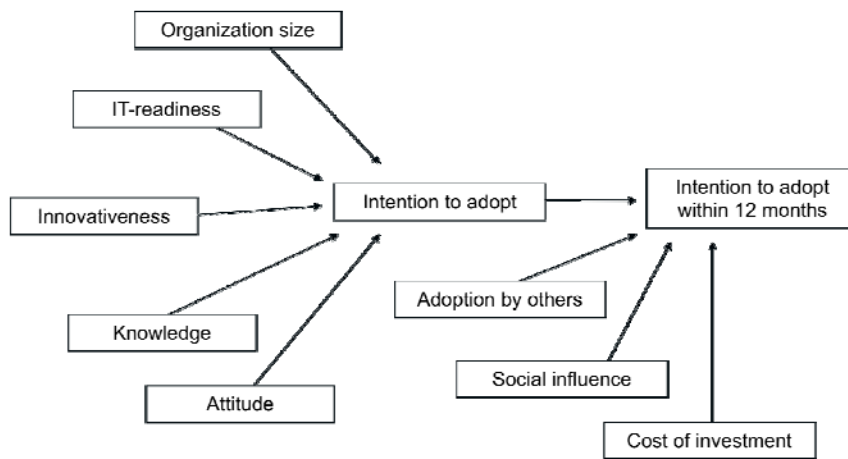 Organization size
IT-readiness
Innovativeness
Intention to adopt
Intention to adopt
within 12 months
Adoption by others
Knowledge
Social influence
Attitude
Cost of investment